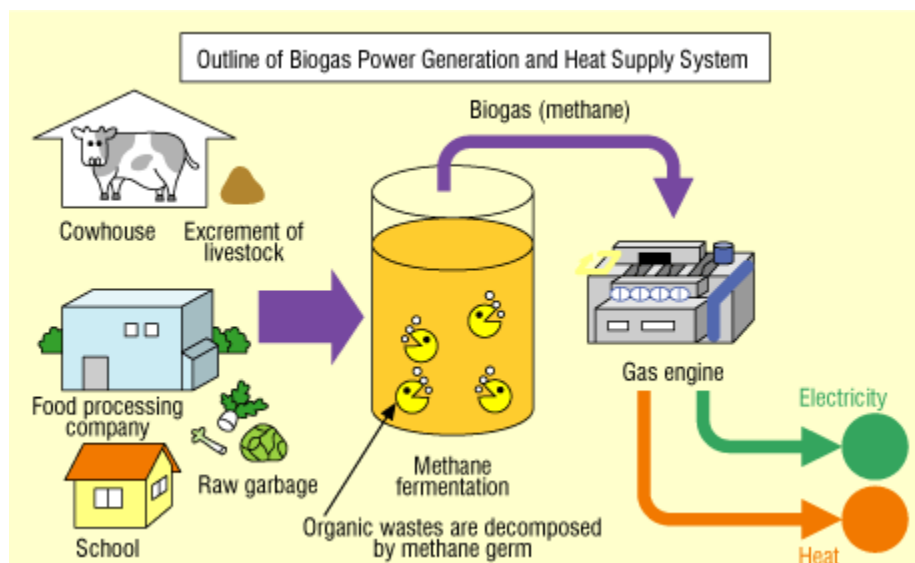 Outline of Biogas Power Generation and Heat Supply System
Biogas (methane)
Cowhouse
Excrement of
livestock
Food processing
company
Raw garbage
School
Methane
fermentation
Organic wastes are decomposed
by methane germ
Gas engine
Electricity
Heat